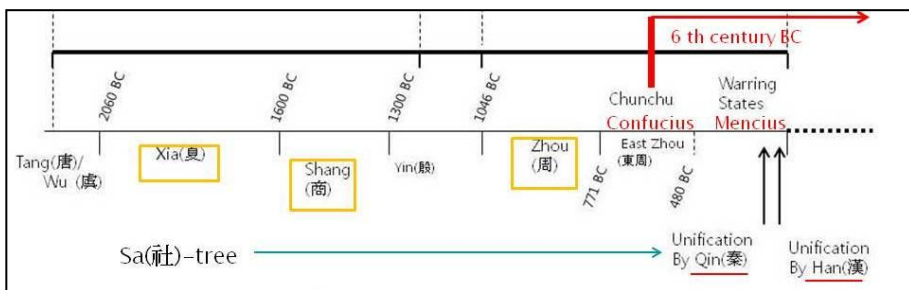 6 th century BC
2060 BC
1600 BC
1300 BC
1046 BC
Chunchu
Confucius
Warring
States
Mencius
Tang(唐)/
Wu (虞)
Xia(夏)
Shang
(商)
Yin(殷)
Zhou
(周)
771 BC
East Zhou
(東周)
480 BC
Sa(社)-tree
Unification
By Qin(秦)
Unification
By Han(漢)